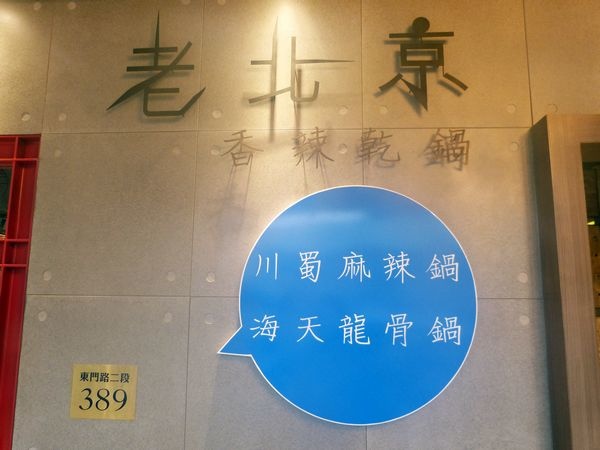 老北京
香辣乾鍋
川蜀麻辣鍋
海天龍骨鍋
東門路二段
389